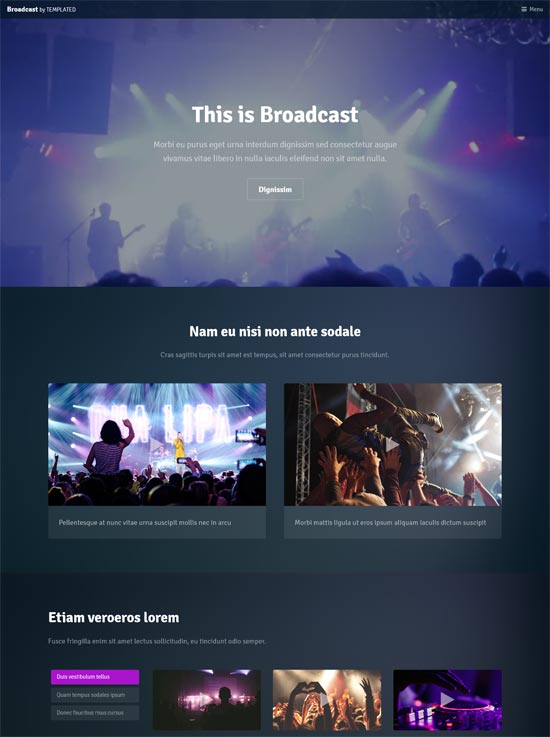 Broadcast by TEMPLATED
Menu
This is Broadcast
Morbi eu purus eget urna interdum dignissim sed consectetur augue
vivamus vitae libero in nulla iaculis eleifend non sit amet nulla.
Dignissim
Nam eu nisi non ante sodale
Cras sagittis turpis sit amet est tempus, sit amet consectetur purus tincidunt.
DUA LIPA
Pellentesque at nunc vitae urna suscipit mollis nec in arcu
Morbi mattis ligula ut eros ipsum aliquam iaculis dictum suscipit
Etiam veroeros lorem
Fusce fringilla enim sit amet lectus sollicitudin, eu tincidunt odio semper.
Duis vestibulum tellus
Quam tempus sodales ipsum
Donec faucibus risus cursus